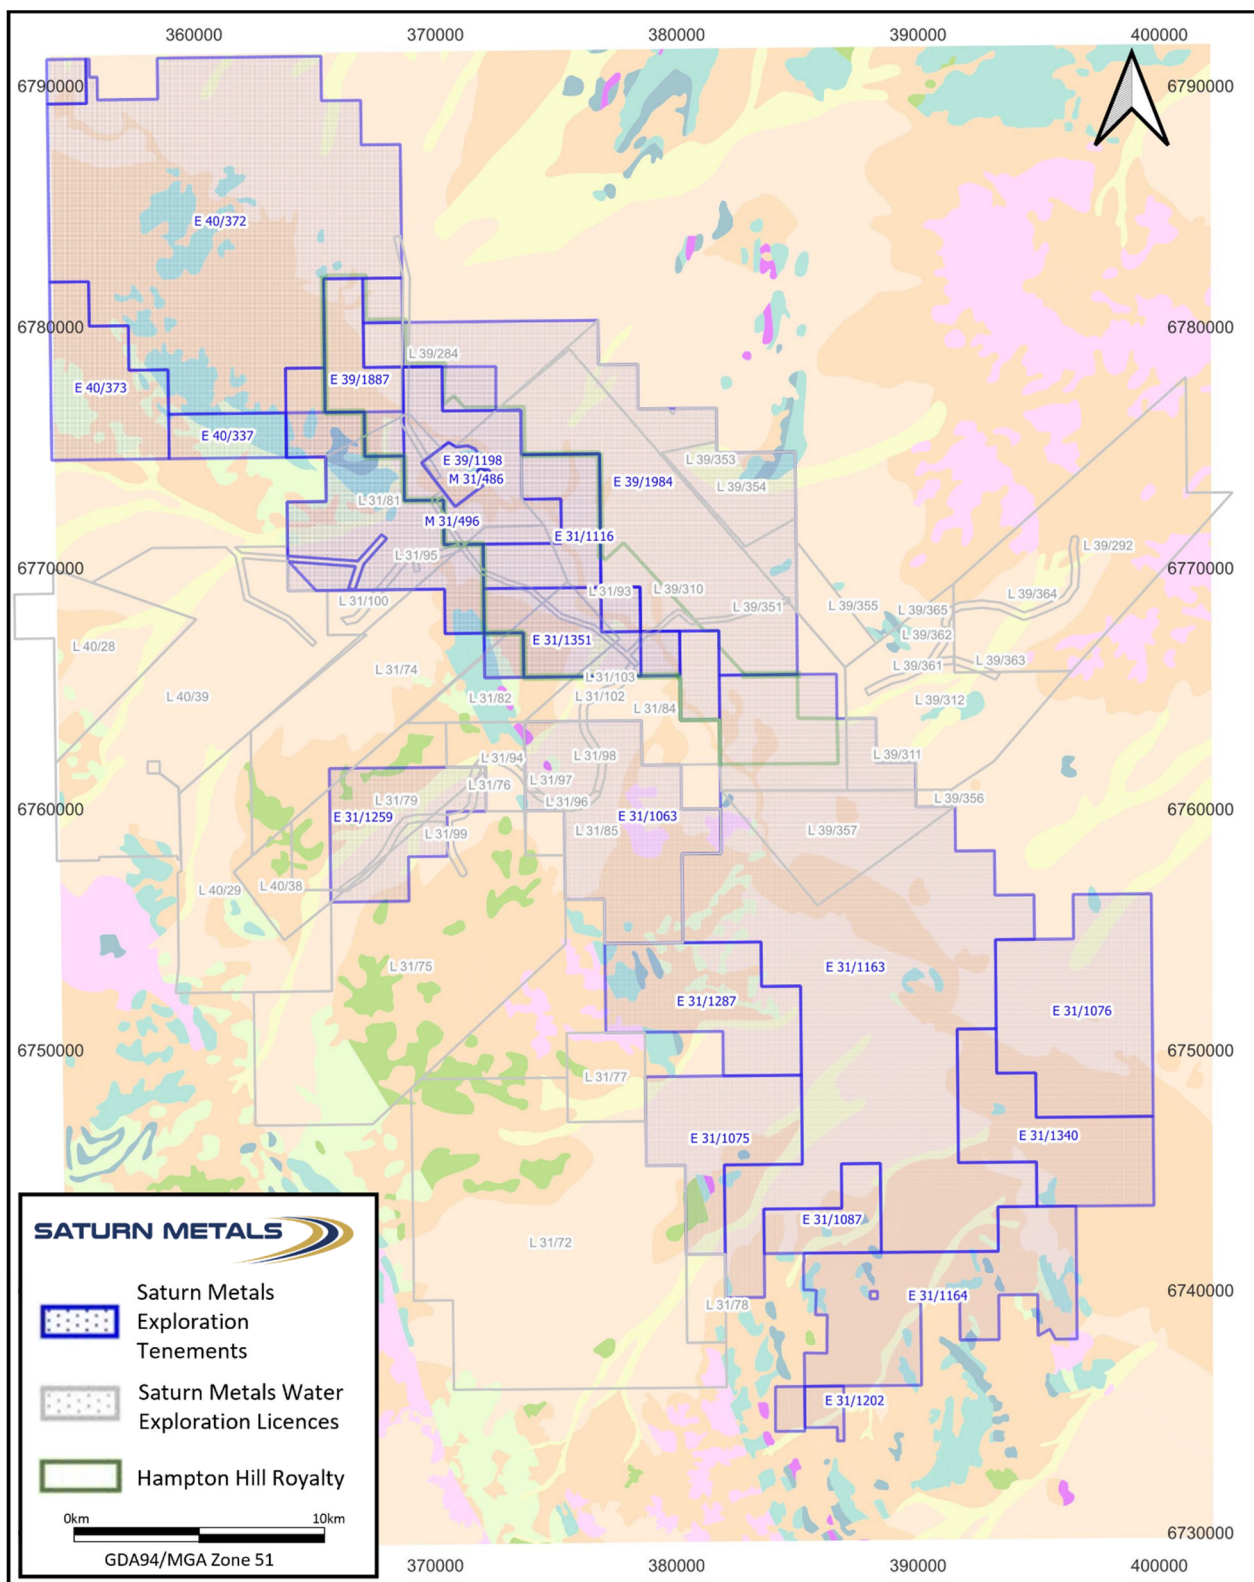 360000 370000 380000 390000 400000
6790000 6790000
E 40/372
6780000 6780000
L 39/284
E 39/1887
E 40/373
E 40/337
L 39/353
E 39/1198
M 31/486
E 39/1984
L 39/354
L 31/81
M 31/496
E 31/1116
L 31/95
L 39/292
6770000 6770000
L 31/100
L 31/93
L 39/310
L 39/364
L 39/351
L 39/355
L 39/365
L 39/362
E 31/1351
L 40/28
L 31/74
L 39/361
L 39/363
L 31/103
L 40/39
L 31/82
L 31/102
L 31/84
L 39/312
L 31/94
L 31/98
L 39/311
L 31/97
L 31/76
L 31/79
L 31/96
L 39/356
6760000 6760000
E 31/1259
E 31/1063
L 31/99
L 31/85
L 39/357
L 40/38
L 40/29
L 31/75
E 31/1163
E 31/1287
E 31/1076
6750000 6750000
L 31/77
E 31/1075
E 31/1340
E 31/1087
L 31/72
6740000
E 31/1164
L 31/78
E 31/1202
6730000
SATURN METALS
Saturn Metals
Exploration
Tenements
Saturn Metals Water
Exploration Licences
Hampton Hill Royalty
0km 10km
GDA94/MGA Zone 51
370000 380000 390000 400000